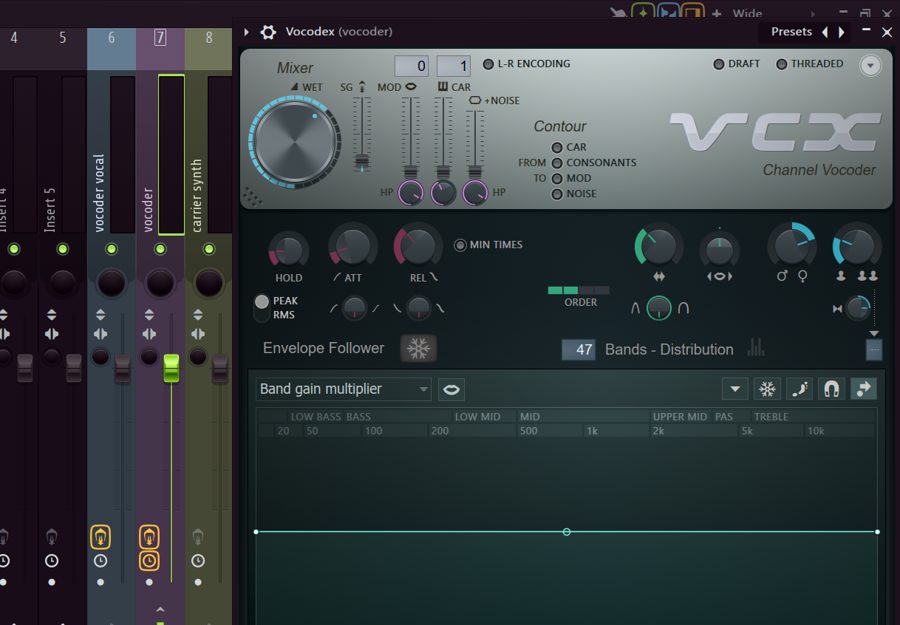 Wide
Vocodex (vocoder)
Presets
4
5
6
7
8
Insert 4
Insert 5
vocoder vocal
vocoder
carrier synth
Mixer
0
1
L-R ENCODING
DRAFT
THREADED
WET
SG
MOD
CAR
+NOISE
HP
HP
Contour
CAR
FROM
CONSONANTS
TO
MOD
NOISE
VCX
Channel Vocoder
HOLD
ATT
REL
MIN TIMES
PEAK
RMS
ORDER
Envelope Follower
47
Bands - Distribution
Band gain multiplier
LOW BASS
BASS
LOW MID
MID
UPPER MID
PAS
TREBLE
20
50
100
200
500
1k
2k
5k
10k